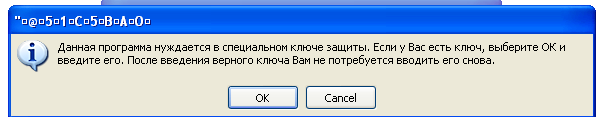 "□@□5□1□C□5□B□A□O□
Данная программа нуждается в специальном ключе защиты. Если у Вас есть ключ, выберите ОК и
введите его. После введения верного ключа Вам не потребуется вводить его снова.
OK
Cancel